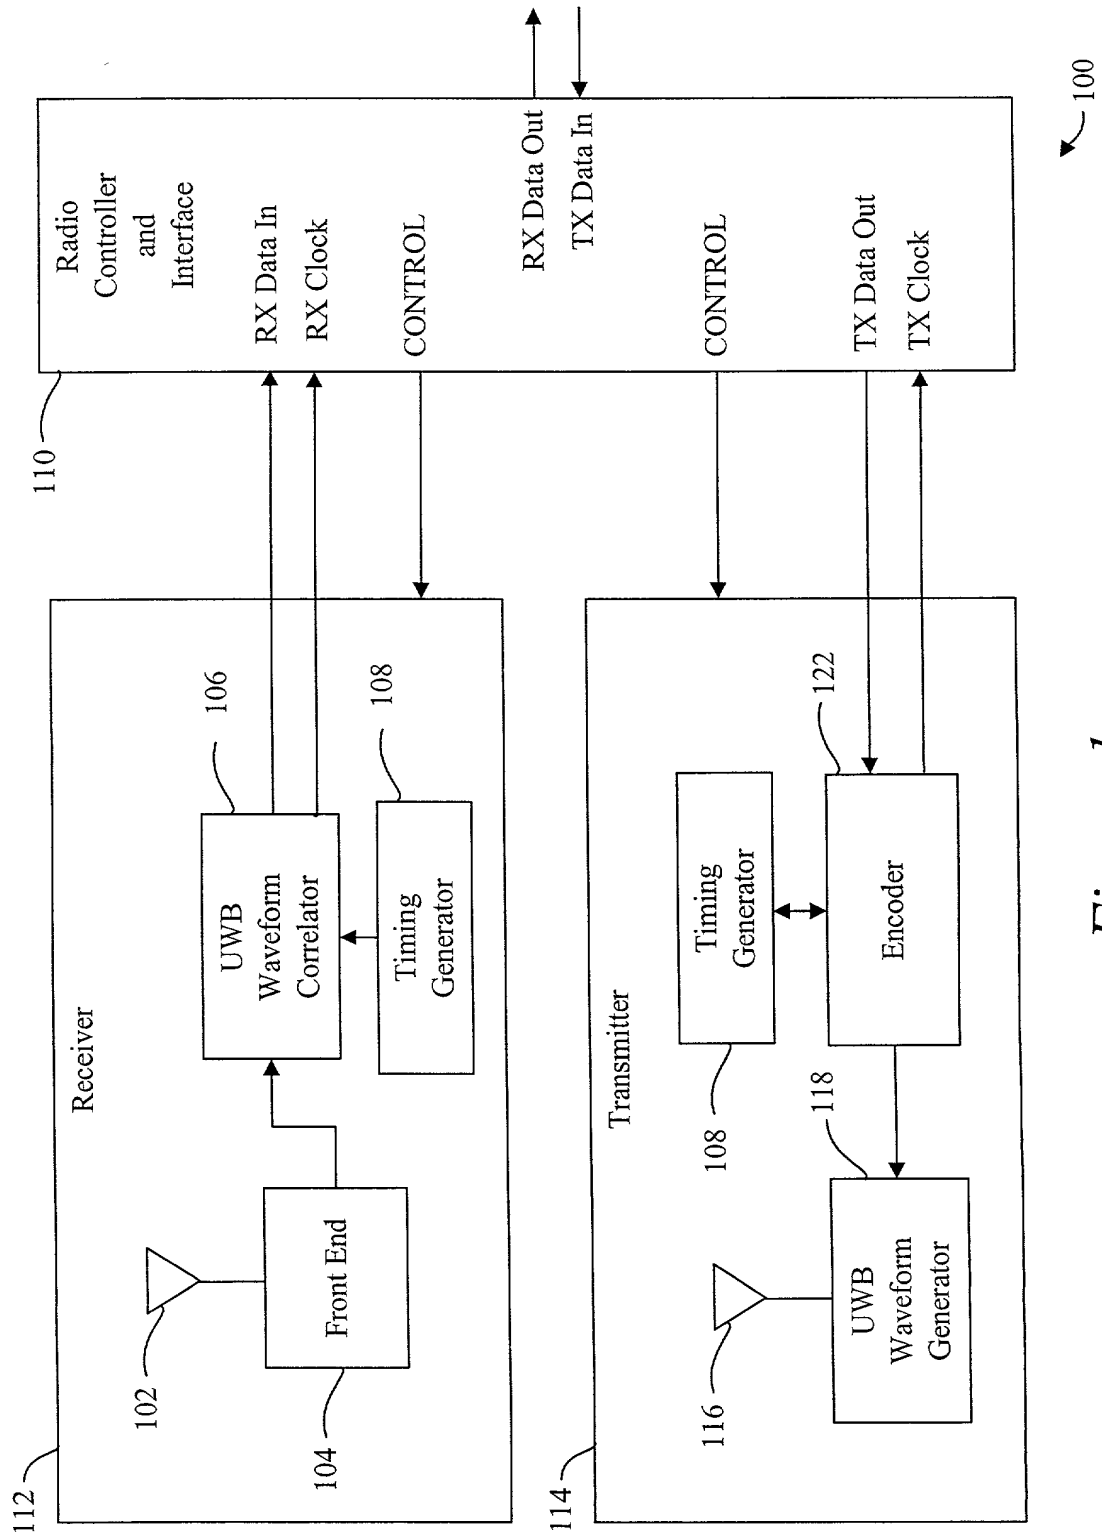 112
Receiver
102
104
Front End
106
UWB
Waveform
Correlator
108
Timing
Generator
110
Radio
Controller
and
Interface
RX Data In
RX Clock
CONTROL
RX Data Out
TX Data In
CONTROL
TX Data Out
TX Clock
114
Transmitter
116
118
UWB
Waveform
Generator
108
Timing
Generator
122
Encoder
100